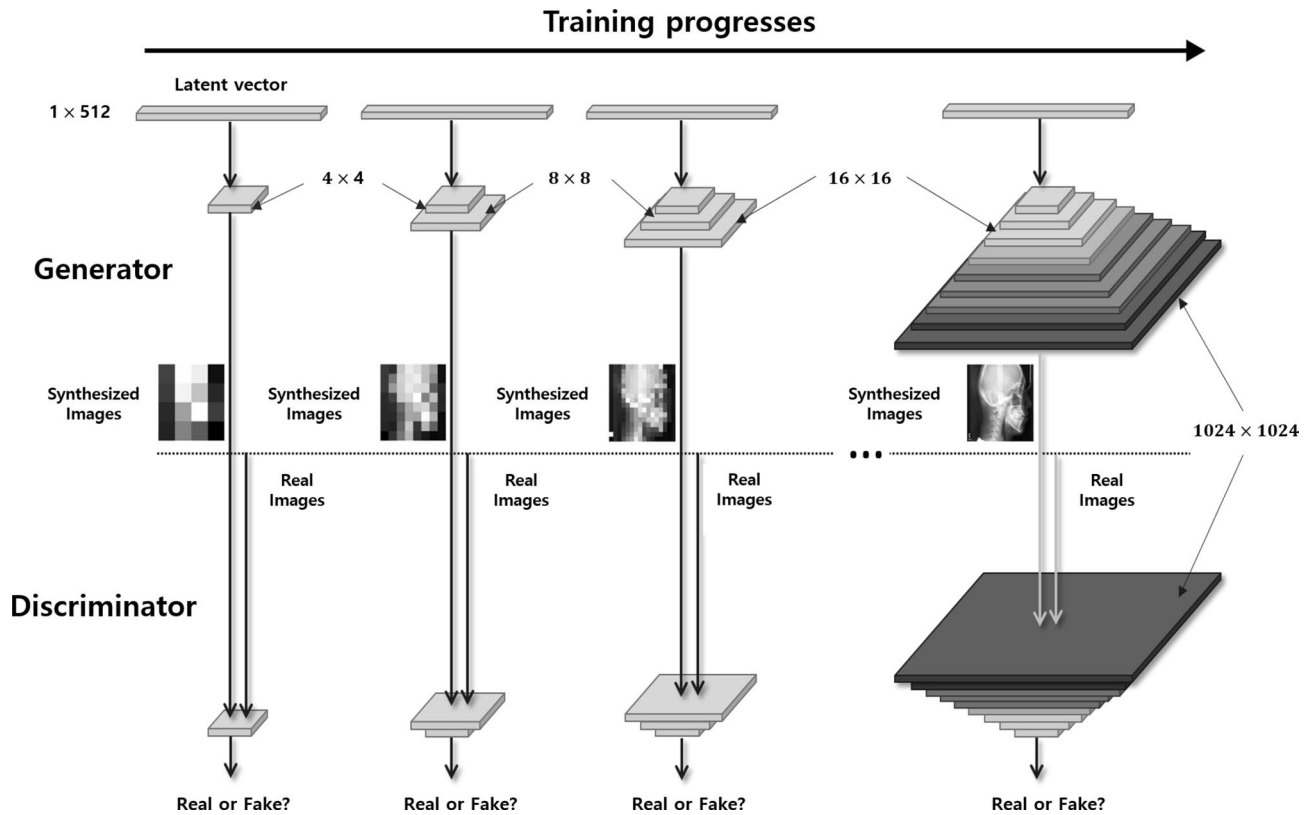 Training progresses
Latent vector
1 × 512
4 × 4
8 × 8
16 × 16
Generator
Synthesized
Images
Synthesized
Images
Synthesized
Images
Synthesized
Images
1024 × 1024
...
Real
Images
Real
Images
Real
Images
Real
Images
Discriminator
Real or Fake?
Real or Fake?
Real or Fake?
Real or Fake?